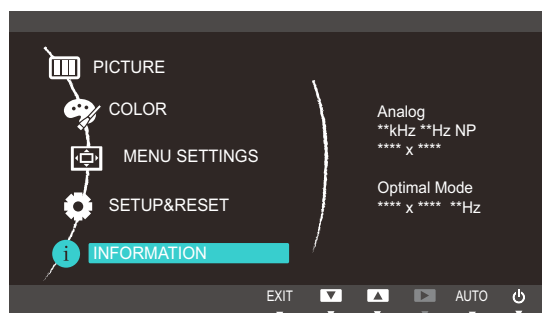 PICTURE
COLOR
MENU SETTINGS
SETUP&RESET
i INFORMATION
Analog
**kHz **Hz NP
**** x ****
Optimal Mode
**** x **** **Hz
EXIT AUTO